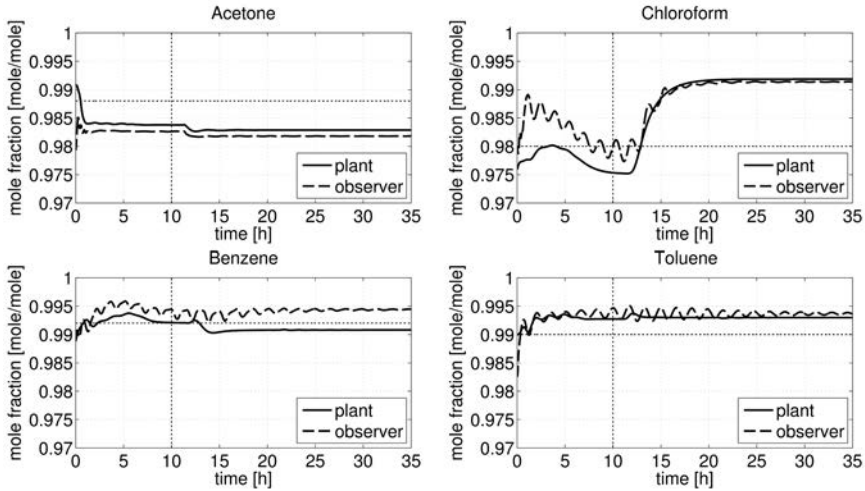 Acetone
mole fraction [mole/mole]
1
0.995
0.99
0.985
0.98
0.975
0.97
plant
observer
0 5 10 15 20 25 30 35
time [h]
Chloroform
mole fraction [mole/mole]
1
0.995
0.99
0.985
0.98
0.975
0.97
plant
observer
0 5 10 15 20 25 30 35
time [h]
Benzene
mole fraction [mole/mole]
1
0.995
0.99
0.985
0.98
0.975
0.97
plant
observer
0 5 10 15 20 25 30 35
time [h]
Toluene
mole fraction [mole/mole]
1
0.995
0.99
0.985
0.98
0.975
0.97
plant
observer
0 5 10 15 20 25 30 35
time [h]